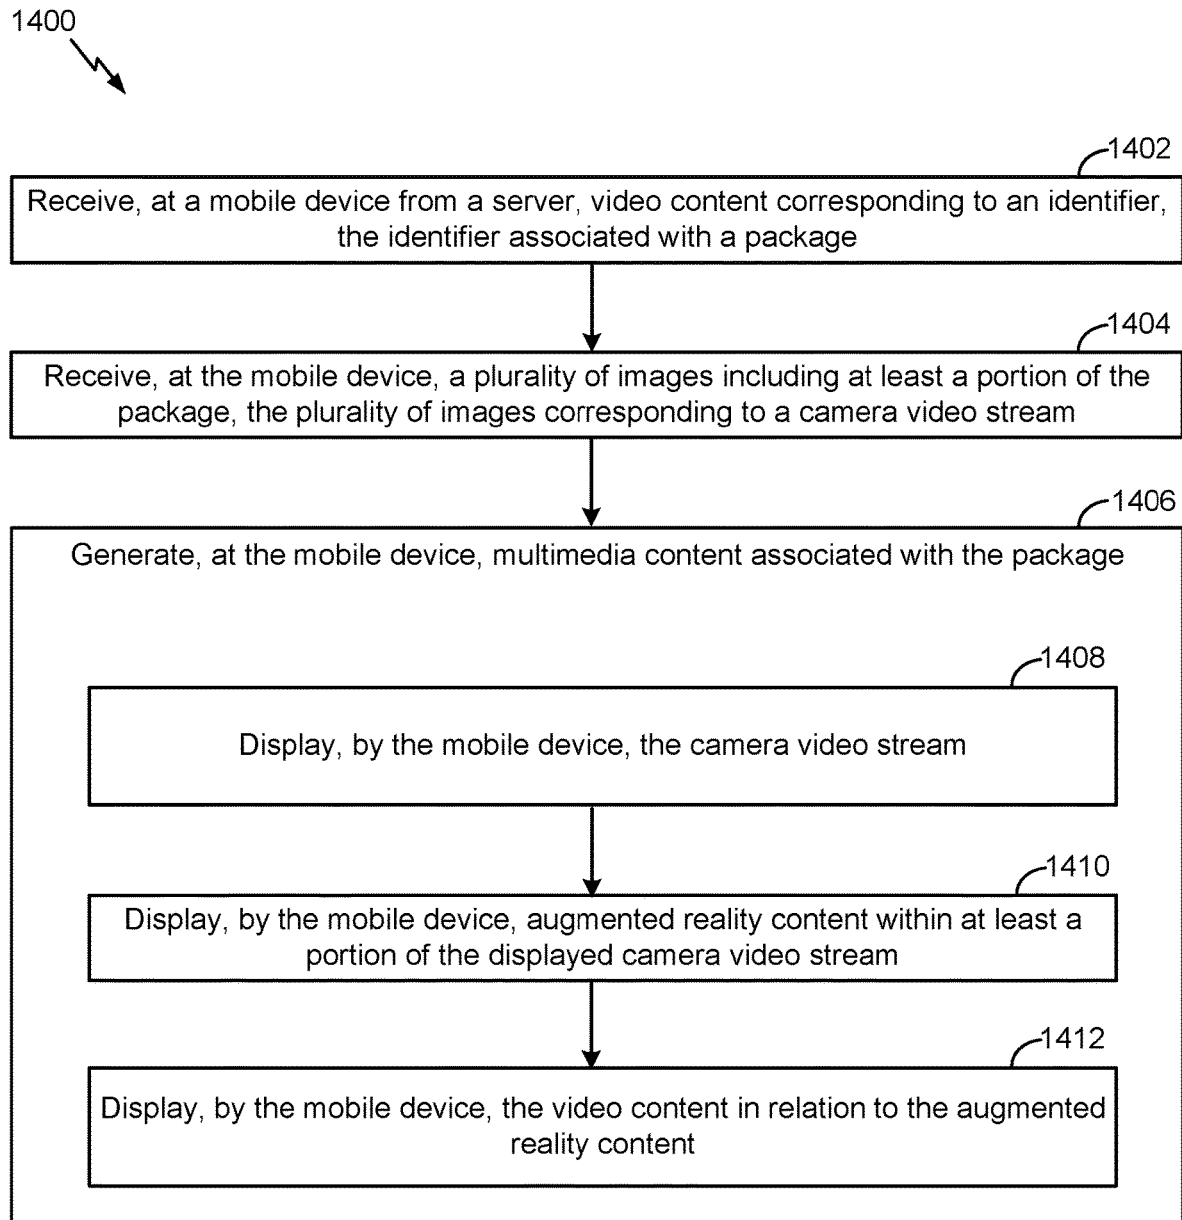 1400
1402
Receive, at a mobile device from a server, video content corresponding to an identifier,
the identifier associated with a package
1404
Receive, at the mobile device, a plurality of images including at least a portion of the
package, the plurality of images corresponding to a camera video stream
1406
Generate, at the mobile device, multimedia content associated with the package
1408
Display, by the mobile device, the camera video stream
1410
Display, by the mobile device, augmented reality content within at least a
portion of the displayed camera video stream
1412
Display, by the mobile device, the video content in relation to the augmented
reality content